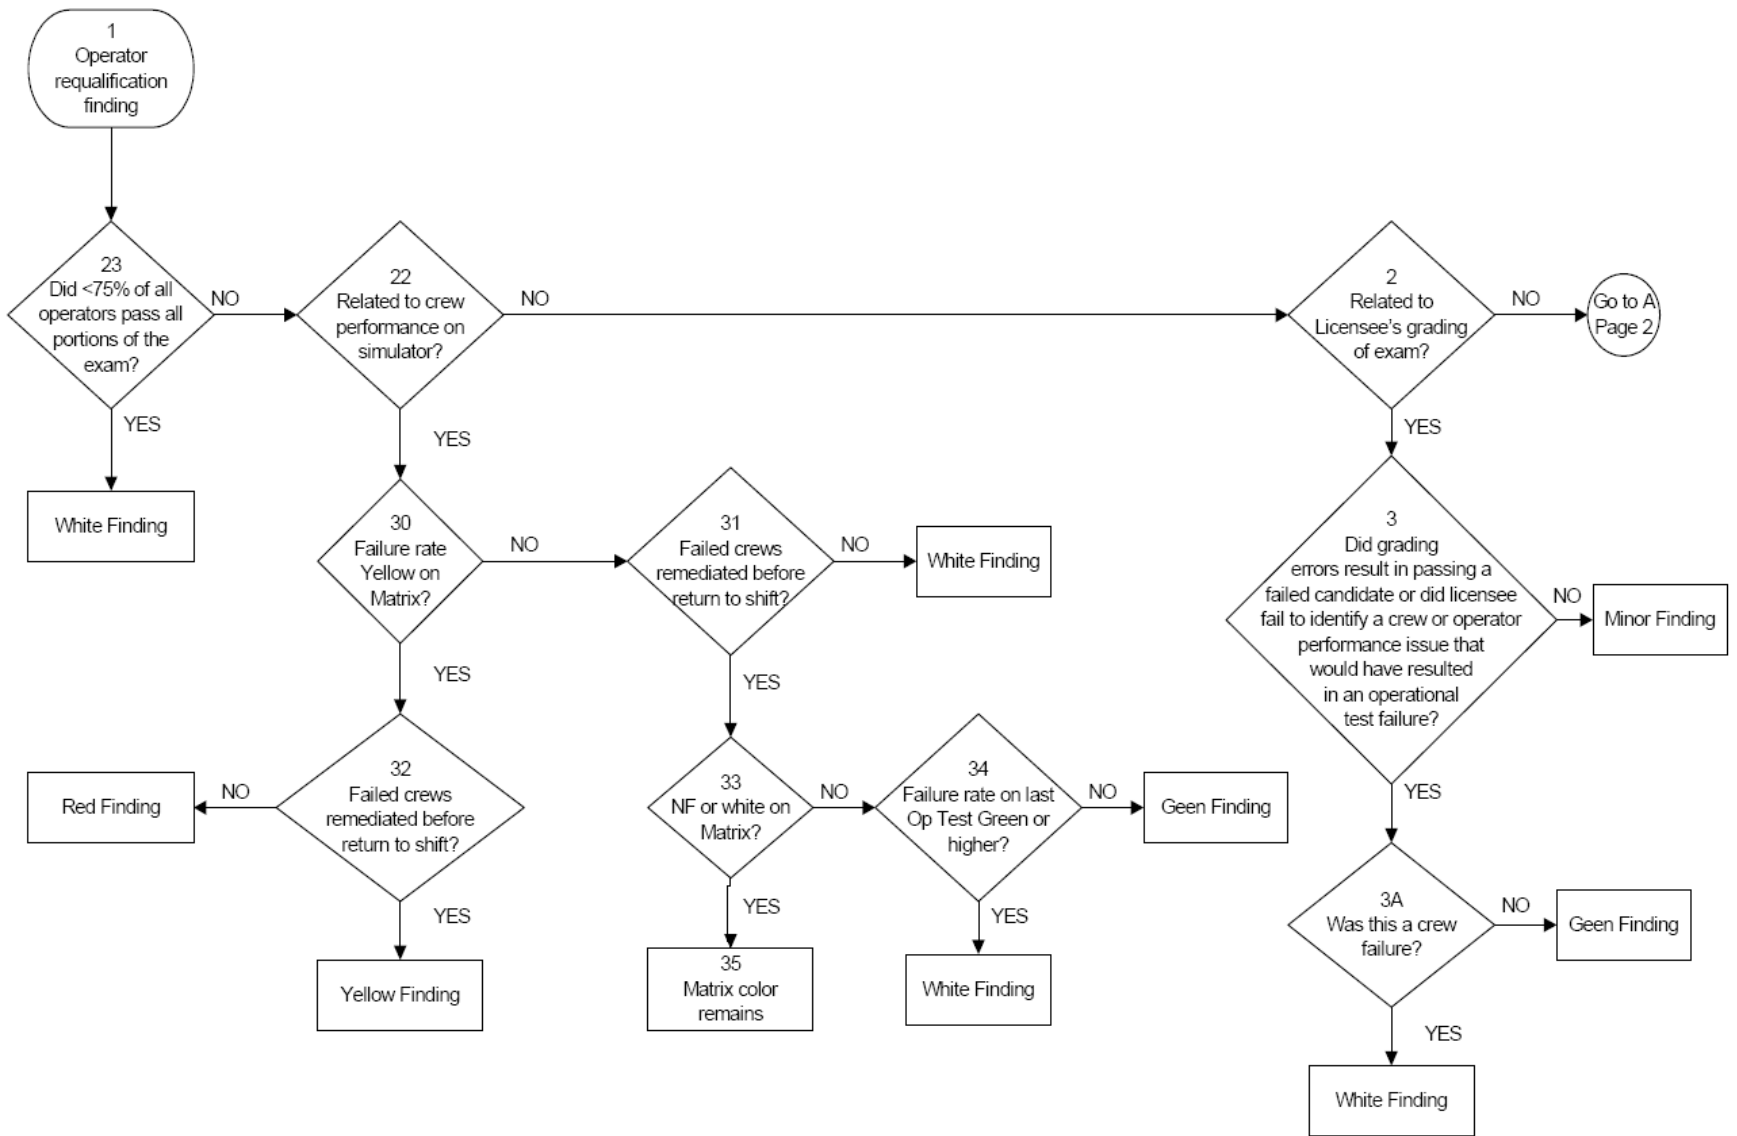 1
Operator
requalification
finding
23
Did <75% of all
operators pass all
portions of the
exam?
NO
YES
White Finding
22
Related to crew
performance on
simulator?
NO
YES
2
Related to
Licensee's grading
of exam?
NO
Go to A
Page 2
YES
30
Failure rate
Yellow on
Matrix?
NO
YES
31
Failed crews
remediated before
return to shift?
NO
White Finding
YES
3
Did grading
errors result in passing a
failed candidate or did licensee
fail to identify a crew or operator
performance issue that
would have resulted
in an operational
test failure?
NO
Minor Finding
YES
32
Failed crews
remediated before
return to shift?
NO
Red Finding
YES
Yellow Finding
33
NF or white on
Matrix?
NO
YES
35
Matrix color
remains
34
Failure rate on last
Op Test Green or
higher?
NO
Geen Finding
YES
White Finding
3A
Was this a crew
failure?
NO
Geen Finding
YES
White Finding